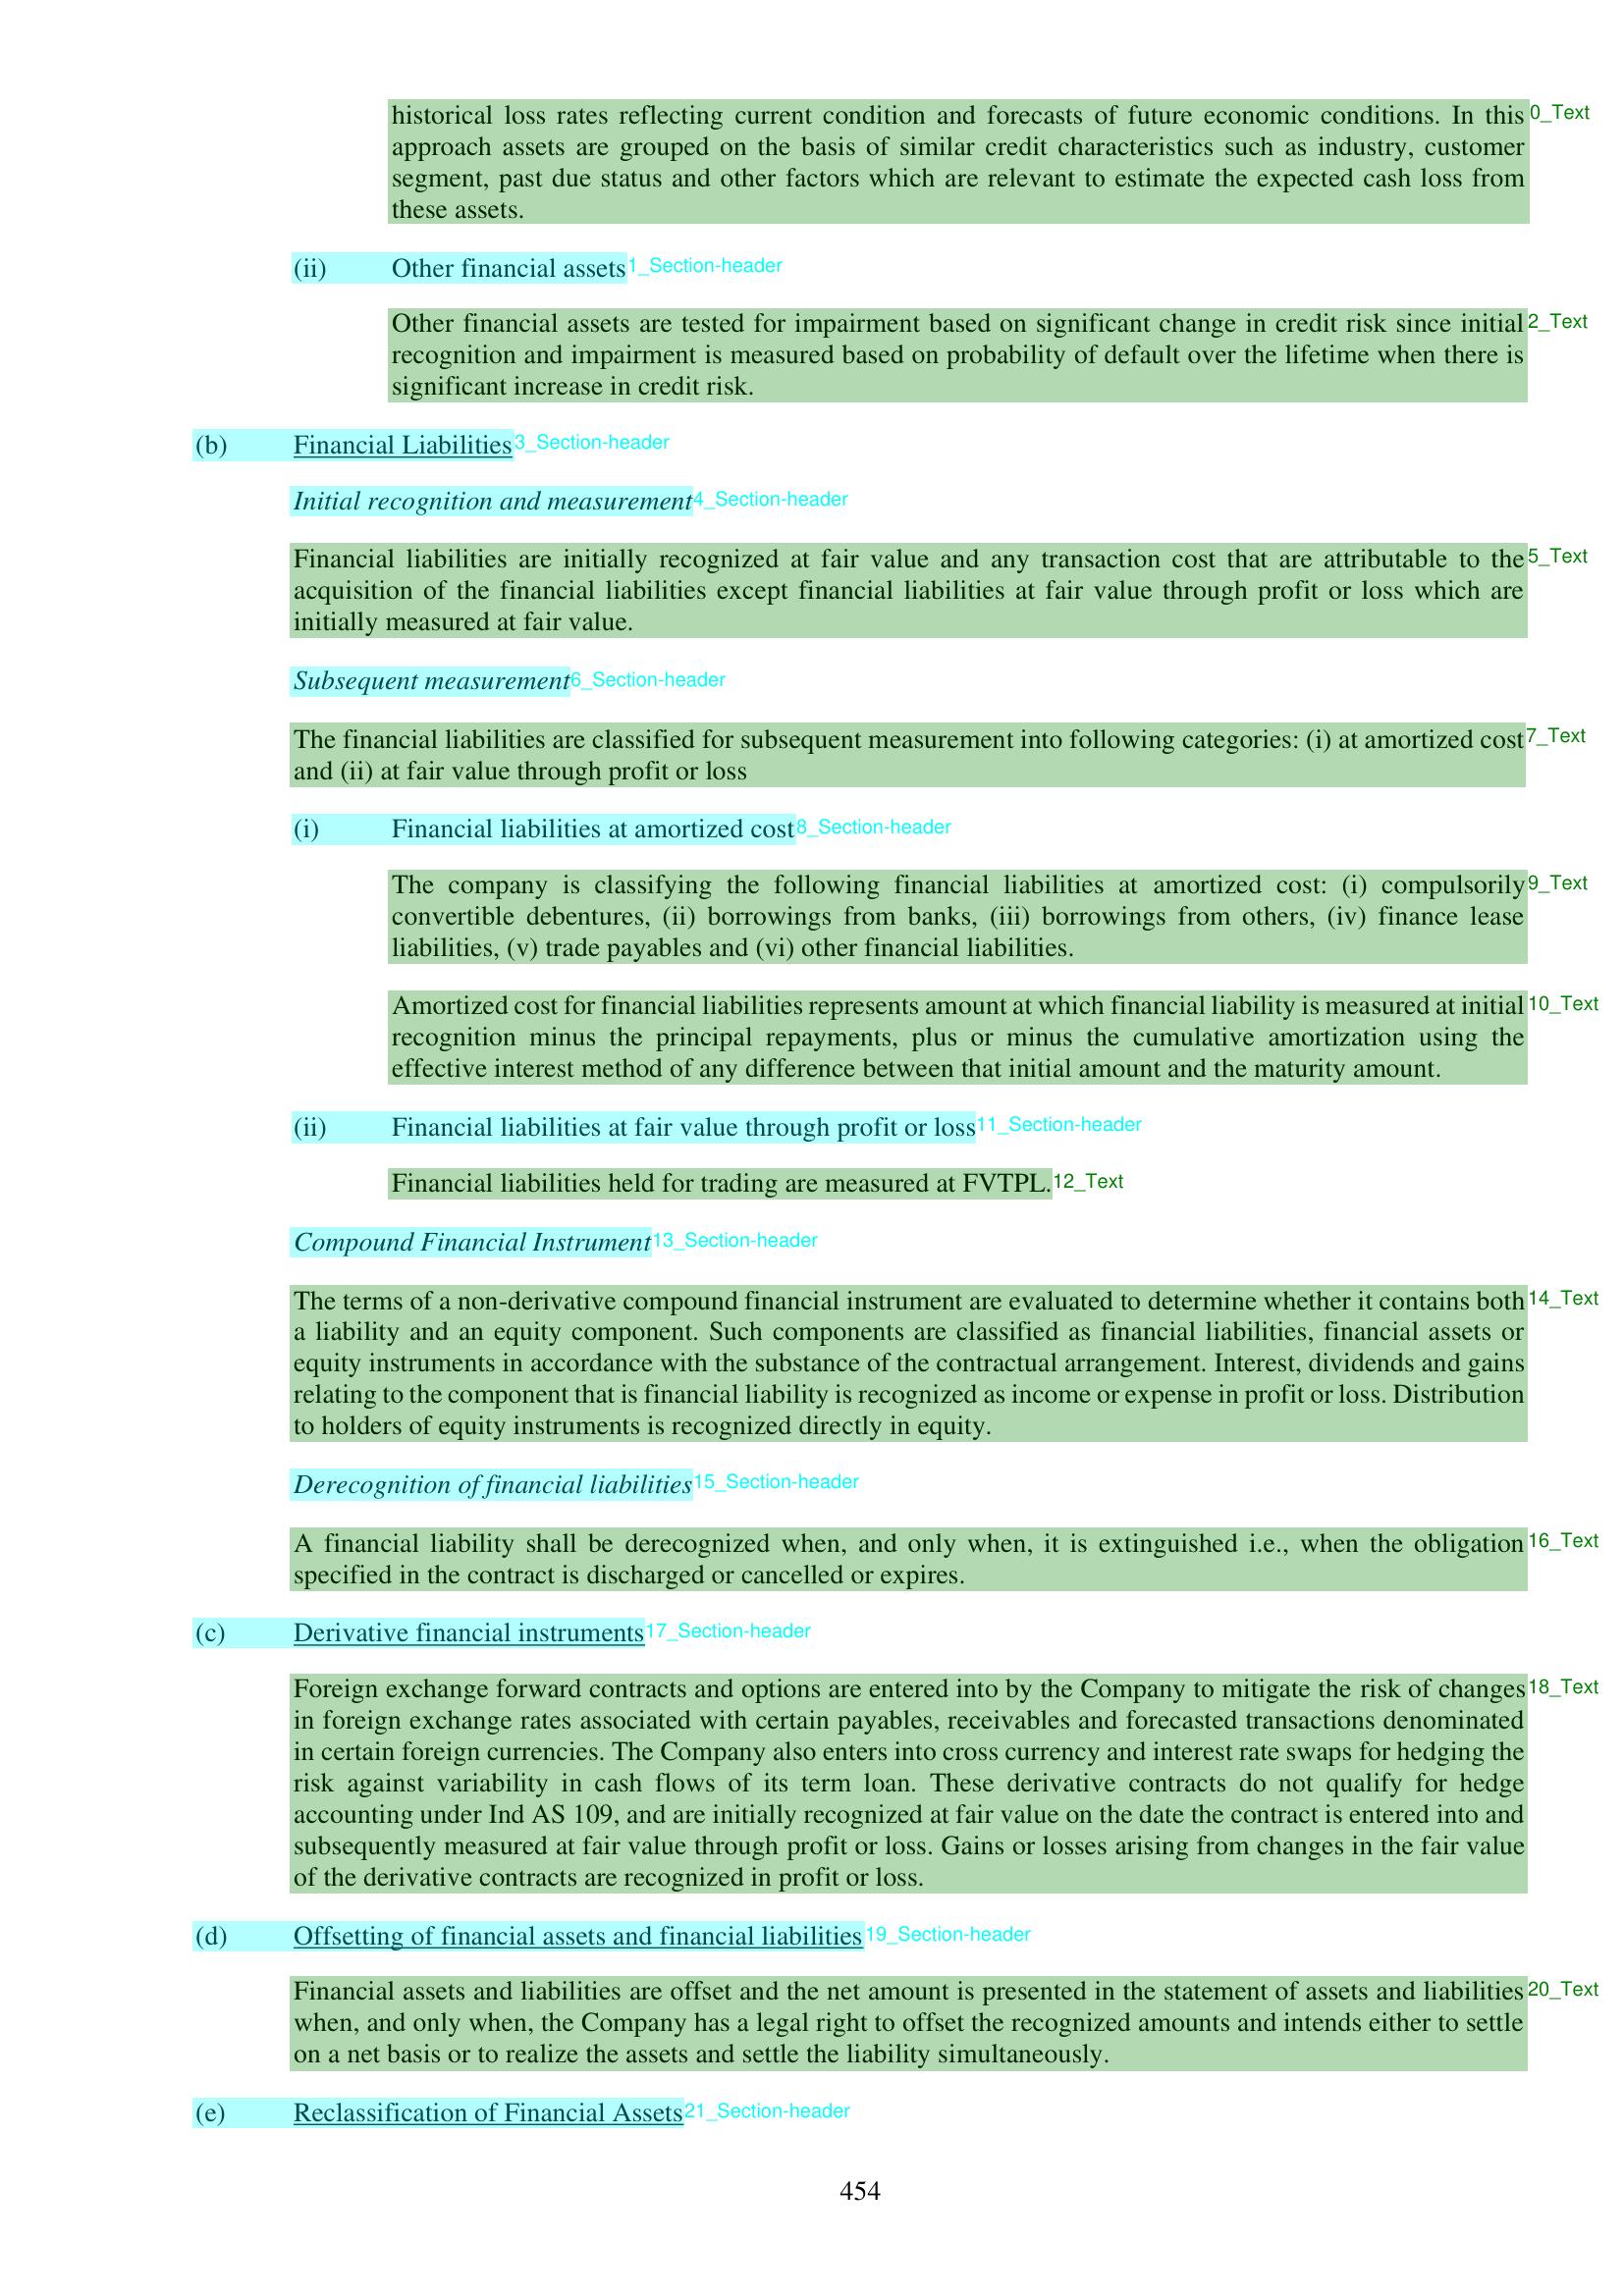 historical loss rates reflecting current condition and forecasts of future economic conditions. In this 0_Text
approach assets are grouped on the basis of similar credit characteristics such as industry, customer
segment, past due status and other factors which are relevant to estimate the expected cash loss from
these assets.
(ii) Other financial assets 1_Section-header
Other financial assets are tested for impairment based on significant change in credit risk since initial 2_Text
recognition and impairment is measured based on probability of default over the lifetime when there is
significant increase in credit risk.
(b) Financial Liabilities 3_Section-header
Initial recognition and measurement 4_Section-header
Financial liabilities are initially recognized at fair value and any transaction cost that are attributable to the 5_Text
acquisition of the financial liabilities except financial liabilities at fair value through profit or loss which are
initially measured at fair value.
Subsequent measurement 6_Section-header
The financial liabilities are classified for subsequent measurement into following categories: (i) at amortized cost 7_Text
and (ii) at fair value through profit or loss
(i) Financial liabilities at amortized cost 8_Section-header
The company is classifying the following financial liabilities at amortized cost: (i) compulsorily 9_Text
convertible debentures, (ii) borrowings from banks, (iii) borrowings from others, (iv) finance lease
liabilities, (v) trade payables and (vi) other financial liabilities.
Amortized cost for financial liabilities represents amount at which financial liability is measured at initial 10_Text
recognition minus the principal repayments, plus or minus the cumulative amortization using the
effective interest method of any difference between that initial amount and the maturity amount.
(ii) Financial liabilities at fair value through profit or loss 11_Section-header
Financial liabilities held for trading are measured at FVTPL. 12_Text
Compound Financial Instrument 13_Section-header
The terms of a non-derivative compound financial instrument are evaluated to determine whether it contains both 14_Text
a liability and an equity component. Such components are classified as financial liabilities, financial assets or
equity instruments in accordance with the substance of the contractual arrangement. Interest, dividends and gains
relating to the component that is financial liability is recognized as income or expense in profit or loss. Distribution
to holders of equity instruments is recognized directly in equity.
Derecognition of financial liabilities 15_Section-header
A financial liability shall be derecognized when, and only when, it is extinguished i.e., when the obligation 16_Text
specified in the contract is discharged or cancelled or expires.
(c) Derivative financial instruments 17_Section-header
Foreign exchange forward contracts and options are entered into by the Company to mitigate the risk of changes 18_Text
in foreign exchange rates associated with certain payables, receivables and forecasted transactions denominated
in certain foreign currencies. The Company also enters into cross currency and interest rate swaps for hedging the
risk against variability in cash flows of its term loan. These derivative contracts do not qualify for hedge
accounting under Ind AS 109, and are initially recognized at fair value on the date the contract is entered into and
subsequently measured at fair value through profit or loss. Gains or losses arising from changes in the fair value
of the derivative contracts are recognized in profit or loss.
(d) Offsetting of financial assets and financial liabilities 19_Section-header
Financial assets and liabilities are offset and the net amount is presented in the statement of assets and liabilities 20_Text
when, and only when, the Company has a legal right to offset the recognized amounts and intends either to settle
on a net basis or to realize the assets and settle the liability simultaneously.
(e) Reclassification of Financial Assets 21_Section-header
454